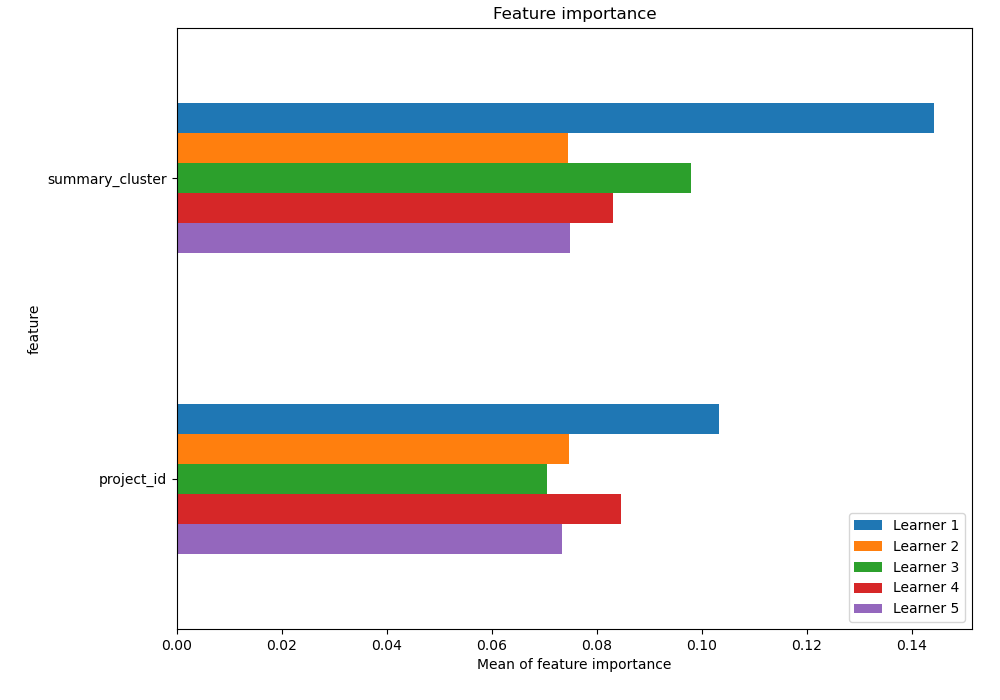 Feature importance
summary_cluster
project_id
feature
0.00 0.02 0.04 0.06 0.08 0.10 0.12 0.14
Mean of feature importance
Learner 1
Learner 2
Learner 3
Learner 4
Learner 5